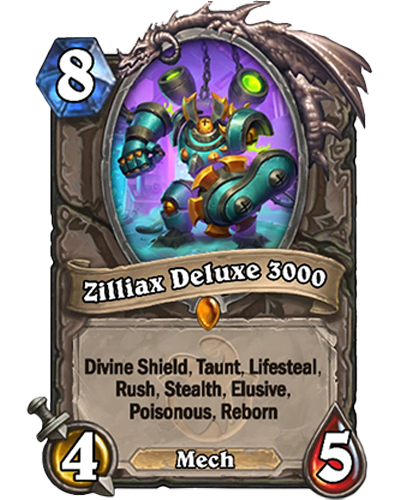 8
Zilliax Deluxe 3000
Divine Shield, Taunt, Lifesteal,
Rush, Stealth, Elusive,
Poisonous, Reborn
4
Mech
5